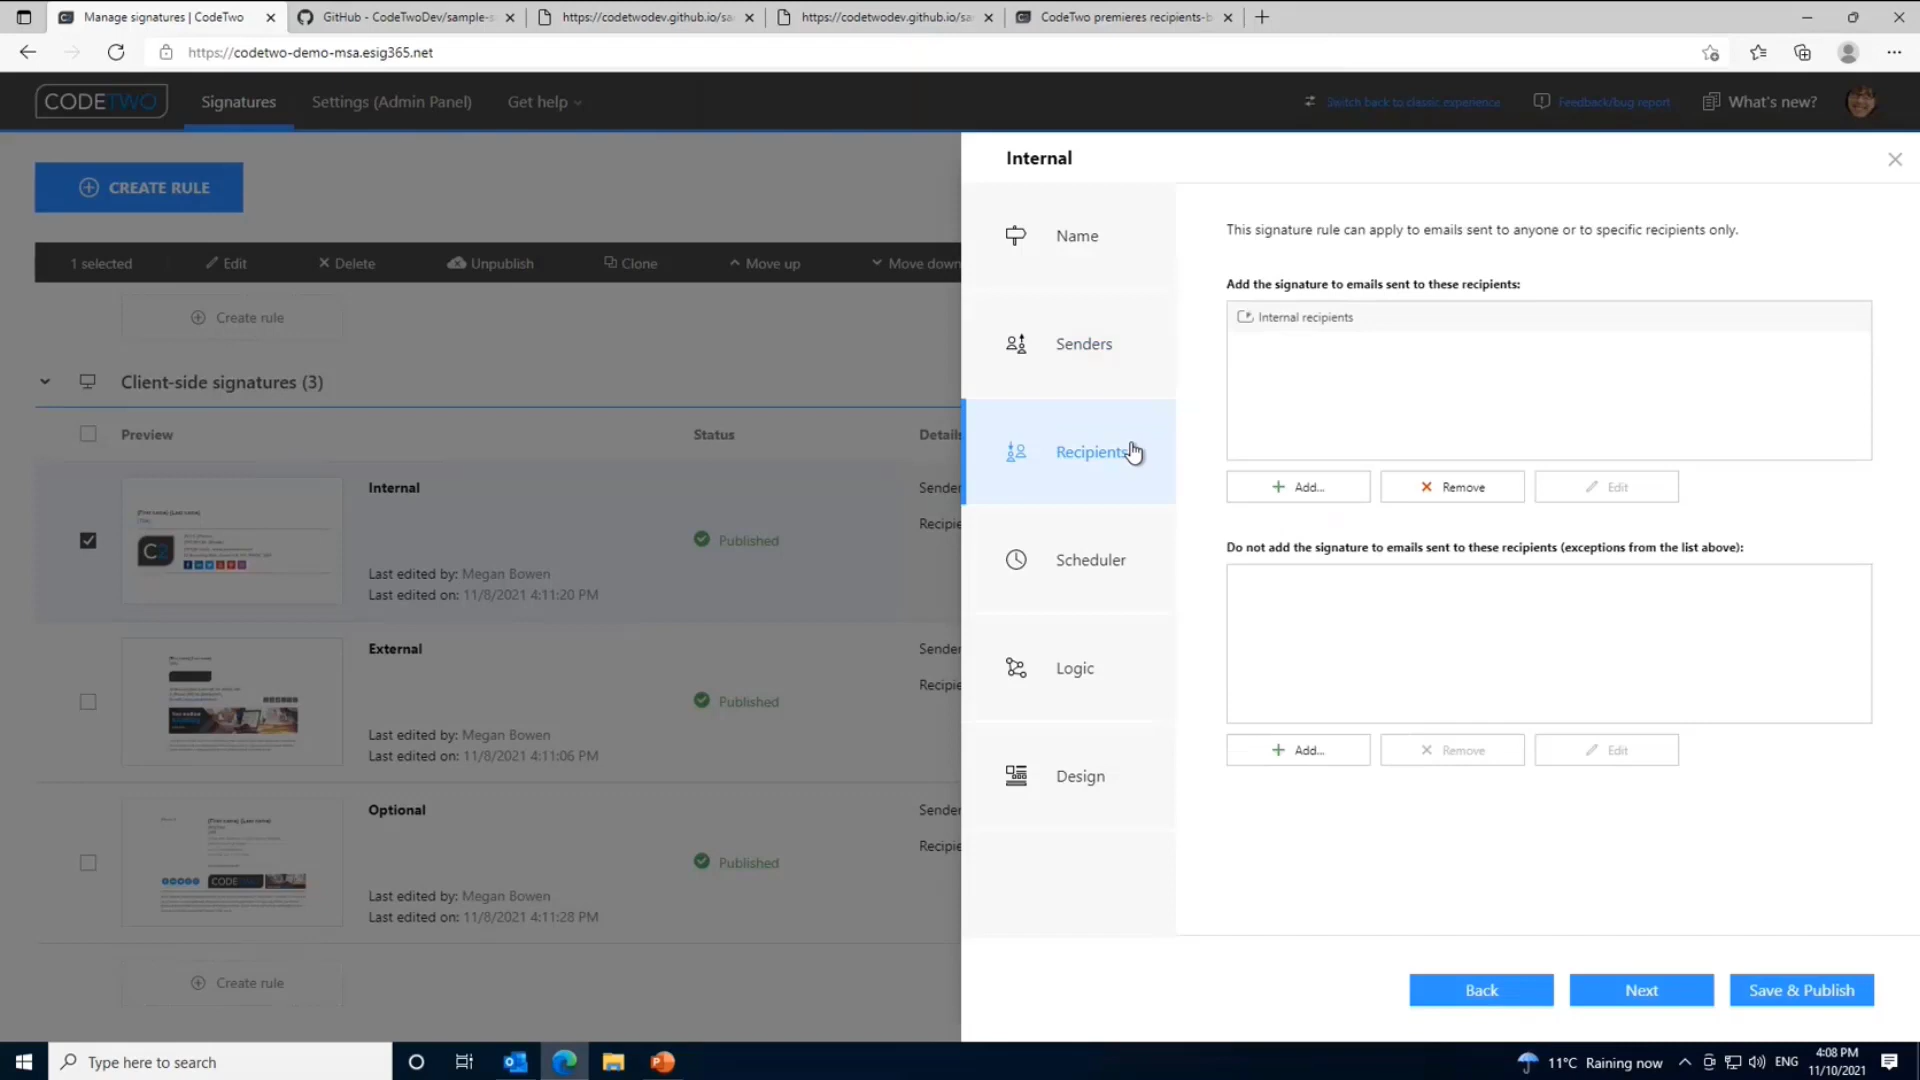 Manage signatures | CodeTwo
GitHub - CodeTwoDev/sample-s
https://codetwodev.github.io/sa
https://codetwodev.github.io/sa
CodeTwo premieres recipients-b
https://codetwo-demo-msa.esig365.net
CODETWO
Signatures
Settings (Admin Panel)
Get help
Switch back to classic experience
Feedback/bug report
What's new?
CREATE RULE
1 selected
Edit
Delete
Unpublish
Clone
Move up
Move down
Create rule
Client-side signatures (3)
Preview
Status
Details
Internal
Published
Sender
Recipie
Last edited by: Megan Bowen
Last edited on: 11/8/2021 4:11:20 PM
External
Published
Sender
Recipie
Last edited by: Megan Bowen
Last edited on: 11/8/2021 4:11:06 PM
Optional
Published
Sender
Recipie
Last edited by: Megan Bowen
Last edited on: 11/8/2021 4:11:28 PM
C2
{First name} {Last name}
CODETWO
Create rule
Internal
Name
Senders
Recipients
Scheduler
Logic
Design
This signature rule can apply to emails sent to anyone or to specific recipients only.
Add the signature to emails sent to these recipients:
Internal recipients
Add...
Remove
Edit
Do not add the signature to emails sent to these recipients (exceptions from the list above):
Add...
Remove
Edit
Back
Next
Save & Publish
Type here to search
11°C Raining now
ENG
4:08 PM
11/10/2021